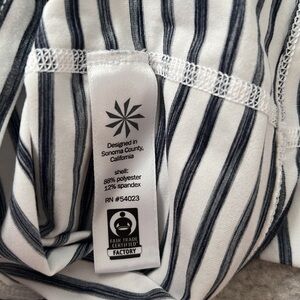 Designed in
Sonoma County,
California
shell:
88% polyester
12% spandex
RN #54023
FAIR TRADE
CERTIFIED
FACTORY